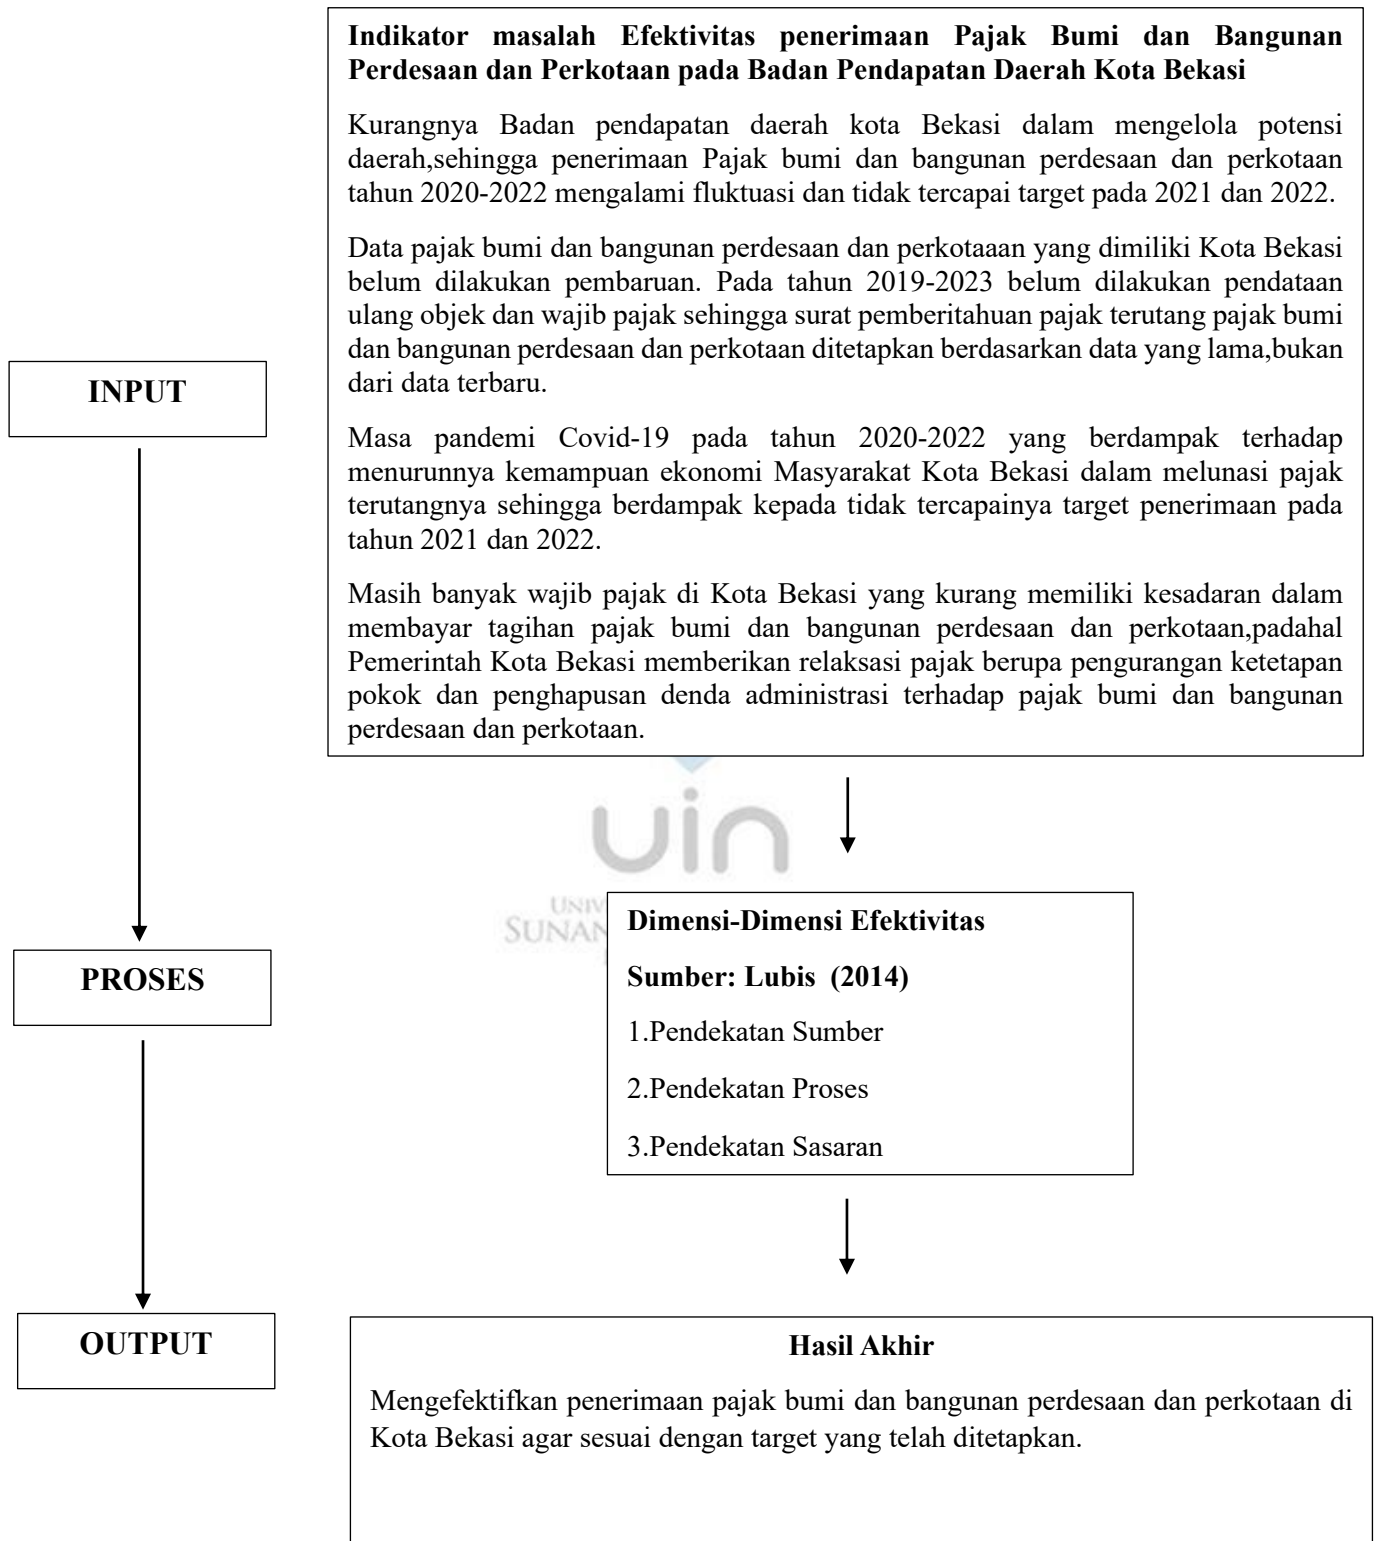 Indikator masalah Efektivitas penerimaan Pajak Bumi dan Bangunan
Perdesaan dan Perkotaan pada Badan Pendapatan Daerah Kota Bekasi
Kurangnya Badan pendapatan daerah kota Bekasi dalam mengelola potensi
daerah,sehingga penerimaan Pajak bumi dan bangunan perdesaan dan perkotaan
tahun 2020-2022 mengalami fluktuasi dan tidak tercapai target pada 2021 dan 2022.
Data pajak bumi dan bangunan perdesaan dan perkotaaan yang dimiliki Kota Bekasi
belum dilakukan pembaruan. Pada tahun 2019-2023 belum dilakukan pendataan
ulang objek dan wajib pajak sehingga surat pemberitahuan pajak terutang pajak bumi
dan bangunan perdesaan dan perkotaan ditetapkan berdasarkan data yang lama,bukan
dari data terbaru.
Masa pandemi Covid-19 pada tahun 2020-2022 yang berdampak terhadap
menurunnya kemampuan ekonomi Masyarakat Kota Bekasi dalam melunasi pajak
terutangnya sehingga berdampak kepada tidak tercapainya target penerimaan pada
tahun 2021 dan 2022.
Masih banyak wajib pajak di Kota Bekasi yang kurang memiliki kesadaran dalam
membayar tagihan pajak bumi dan bangunan perdesaan dan perkotaan,padahal
Pemerintah Kota Bekasi memberikan relaksasi pajak berupa pengurangan ketetapan
pokok dan penghapusan denda administrasi terhadap pajak bumi dan bangunan
perdesaan dan perkotaan.
INPUT
uin
UNIV
SUNAN
Dimensi-Dimensi Efektivitas
Sumber: Lubis (2014)
1.Pendekatan Sumber
2.Pendekatan Proses
3.Pendekatan Sasaran
PROSES
OUTPUT
Hasil Akhir
Mengefektifkan penerimaan pajak bumi dan bangunan perdesaan dan perkotaan di
Kota Bekasi agar sesuai dengan target yang telah ditetapkan.